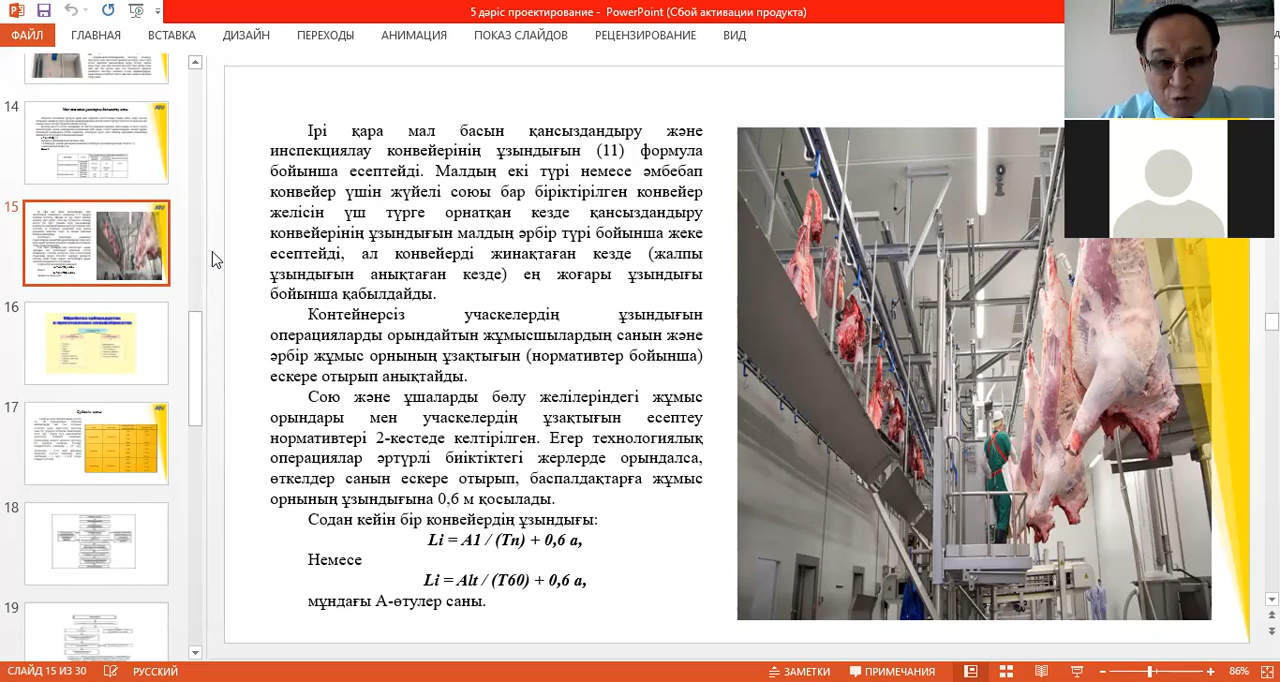 5 дәріс проектирование - PowerPoint (Сбой активации продукта)
ФАЙЛ ГЛАВНАЯ ВСТАВКА ДИЗАЙН ПЕРЕХОДЫ АНИМАЦИЯ ПОКАЗ СЛАЙДОВ РЕЦЕНЗИРОВАНИЕ ВИД
14
15
16
17
18
19
Ірі қара мал басын қансыздандыру және
инспекциялау конвейерінің ұзындығын (11) формула
бойынша есептейді. Малдың екі түрі немесе әмбебап
конвейер үшін жүйелі союы бар біріктірілген конвейер
желісін үш түрге орнатқан кезде қансыздандыру
конвейерінің ұзындығын малдың әрбір түрі бойынша жеке
есептейді, ал конвейерді жинақтаған кезде (жалпы
ұзындығын анықтаған кезде) ең жоғары ұзындығы
бойынша қабылдайды.
Контейнерсіз учаскелердің ұзындығын
операцияларды орындайтын жұмысшылардың санын және
әрбір жұмыс орнының ұзақтығын (нормативтер бойынша)
ескере отырып анықтайды.
Сою және ұшаларды бөлу желілеріндегі жұмыс
орындары мен учаскелердің ұзақтығын есептеу
нормативтері 2-кестеде келтірілген. Егер технологиялық
операциялар әртүрлі биіктіктегі жерлерде орындалса,
өткелдер санын ескере отырып, баспалдақтарға жұмыс
орнының ұзындығына 0,6 м қосылады.
Содан кейін бір конвейердің ұзындығы:
Li = A1 / (Tn) + 0,6 a,
Немесе
Li = Alt / (T60) + 0,6 a,
мұндағы А-өтулер саны.
СЛАЙД 15 ИЗ 30 РУССКИЙ ЗАМЕТКИ ПРИМЕЧАНИЯ 86%